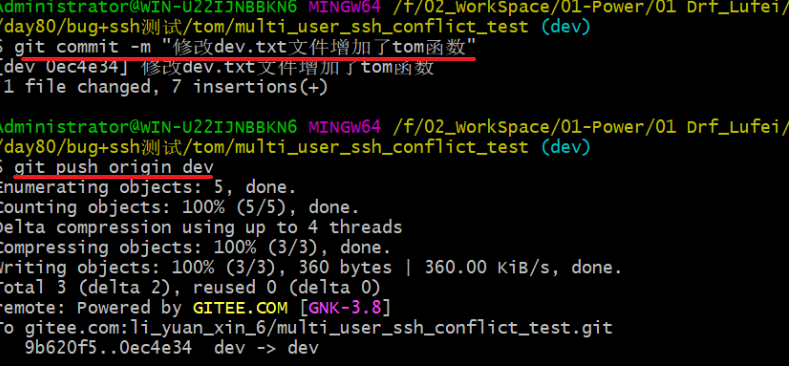 Administrator@WIN-U22IJNBBKN6 MINGW64 /f/02_WorkSpace/01-Power/01 Drf_Lufei/
/day80/bug+ssh测试/tom/multi_user_ssh_conflict_test (dev)
$ git commit -m "修改dev.txt文件增加了tom函数"
[dev 0ec4e34] 修改dev.txt文件增加了tom函数
1 file changed, 7 insertions(+)
Administrator@WIN-U22IJNBBKN6 MINGW64 /f/02_WorkSpace/01-Power/01 Drf_Lufei/
/day80/bug+ssh测试/tom/multi_user_ssh_conflict_test (dev)
$ git push origin dev
Enumerating objects: 5, done.
Counting objects: 100% (5/5), done.
Delta compression using up to 4 threads
Compressing objects: 100% (3/3), done.
Writing objects: 100% (3/3), 360 bytes | 360.00 KiB/s, done.
Total 3 (delta 2), reused 0 (delta 0)
remote: Powered by GITEE.COM [GNK-3.8]
To gitee.com:li_yuan_xin_6/multi_user_ssh_conflict_test.git
9b620f5..0ec4e34 dev -> dev